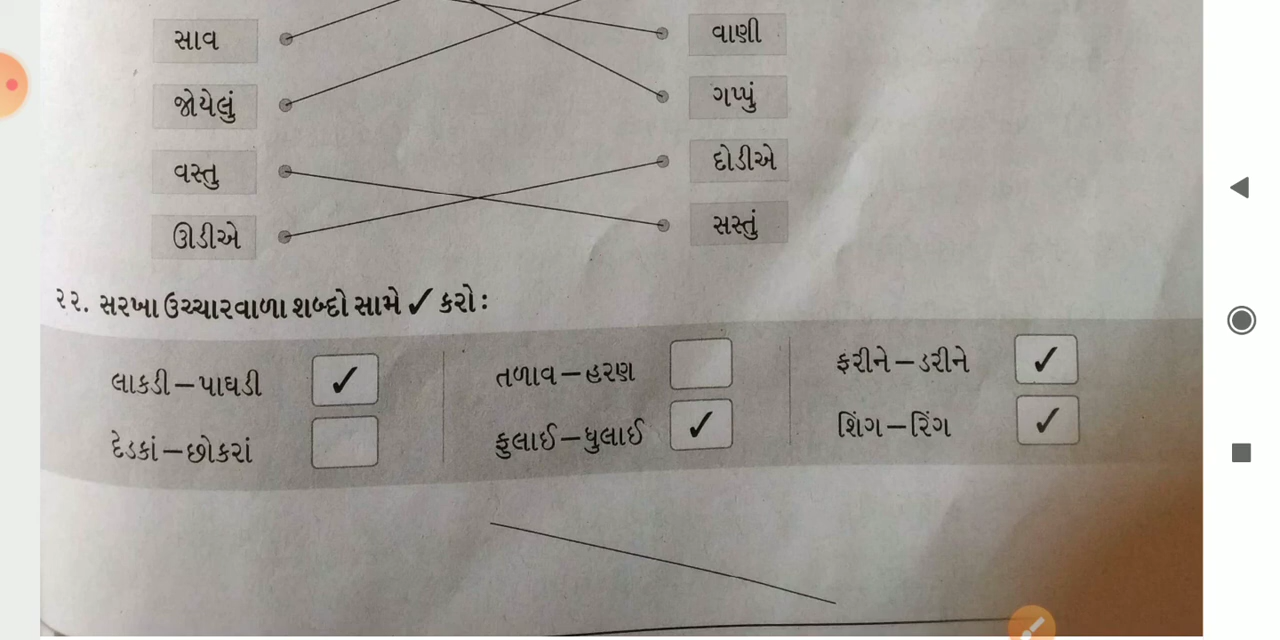 સાવ વાણી
જોયેલું ગપ્પું
વસ્તુ દોડીએ
ઊડીએ સસ્તું
૨૨. સરખા ઉચ્ચારવાળા શબ્દો સામે ✓ કરો :
લાકડી – પાઘડી ✓ તળાવ – હરણ ફરીને – ડરીને ✓
દેડકાં – છોકરાં ફુલાઈ – ધુલાઈ ✓ શિંગ – રિંગ ✓